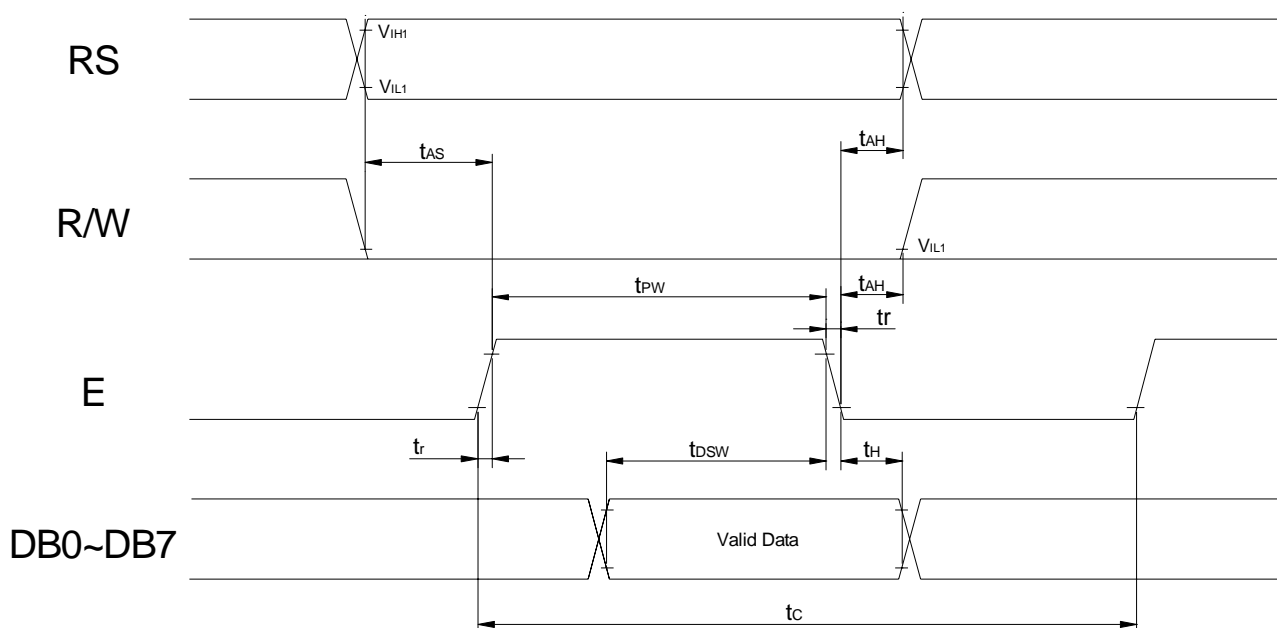 RS
VIH1
VIL1
tAS
tAH
R/W
VIL1
tPW
tAH
tr
E
tr
tDSW
tH
DB0~DB7
Valid Data
tC